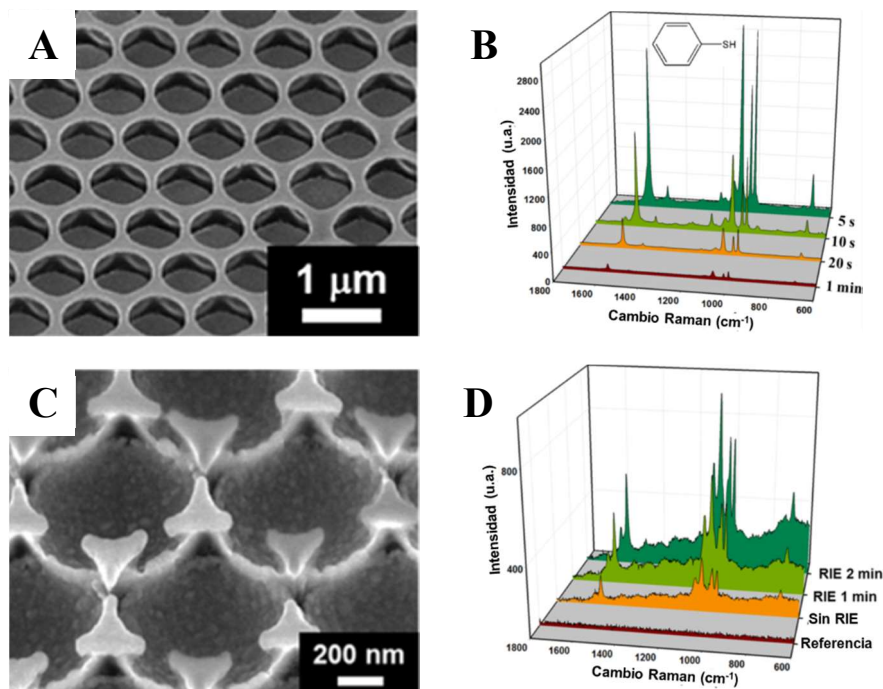 A
1 μm
B
SH
Intensidad (u.a.)
2800
2400
2000
1600
1200
800
400
0
1800
1600
1400
1200
1000
800
600
5 s
10 s
20 s
1 min
Cambio Raman (cm-1)
C
200 nm
D
Intensidad (u.a.)
800
400
1800
1600
1400
1200
1000
800
600
RIE 2 min
RIE 1 min
Sin RIE
Referencia
Cambio Raman (cm-1)